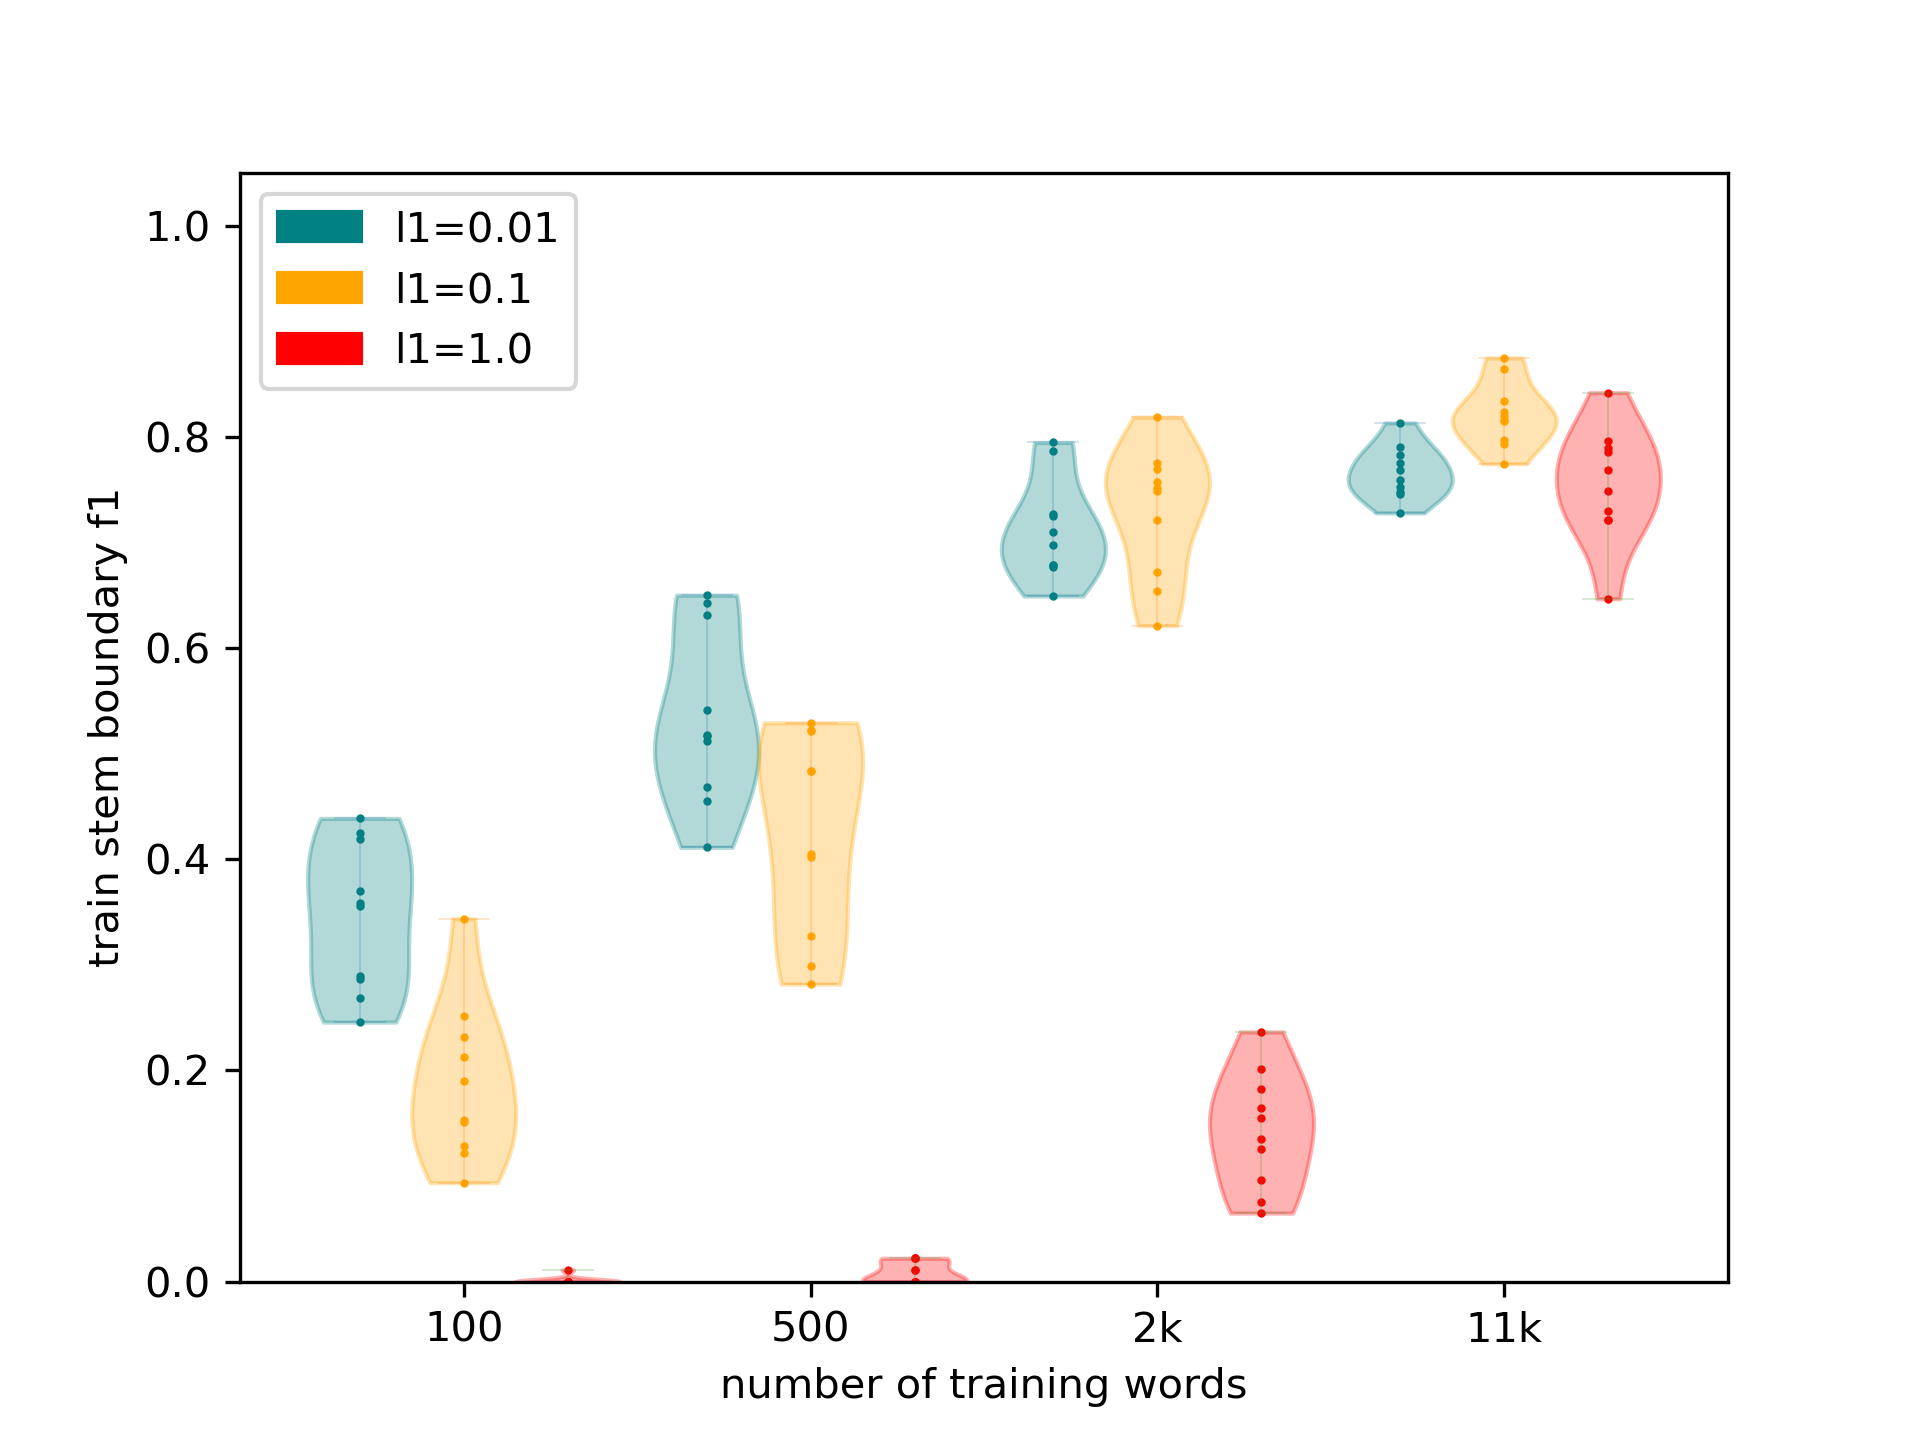 l1=0.01
l1=0.1
l1=1.0
1.0
0.8
0.6
0.4
0.2
0.0
train stem boundary f1
100 500 2k 11k
number of training words